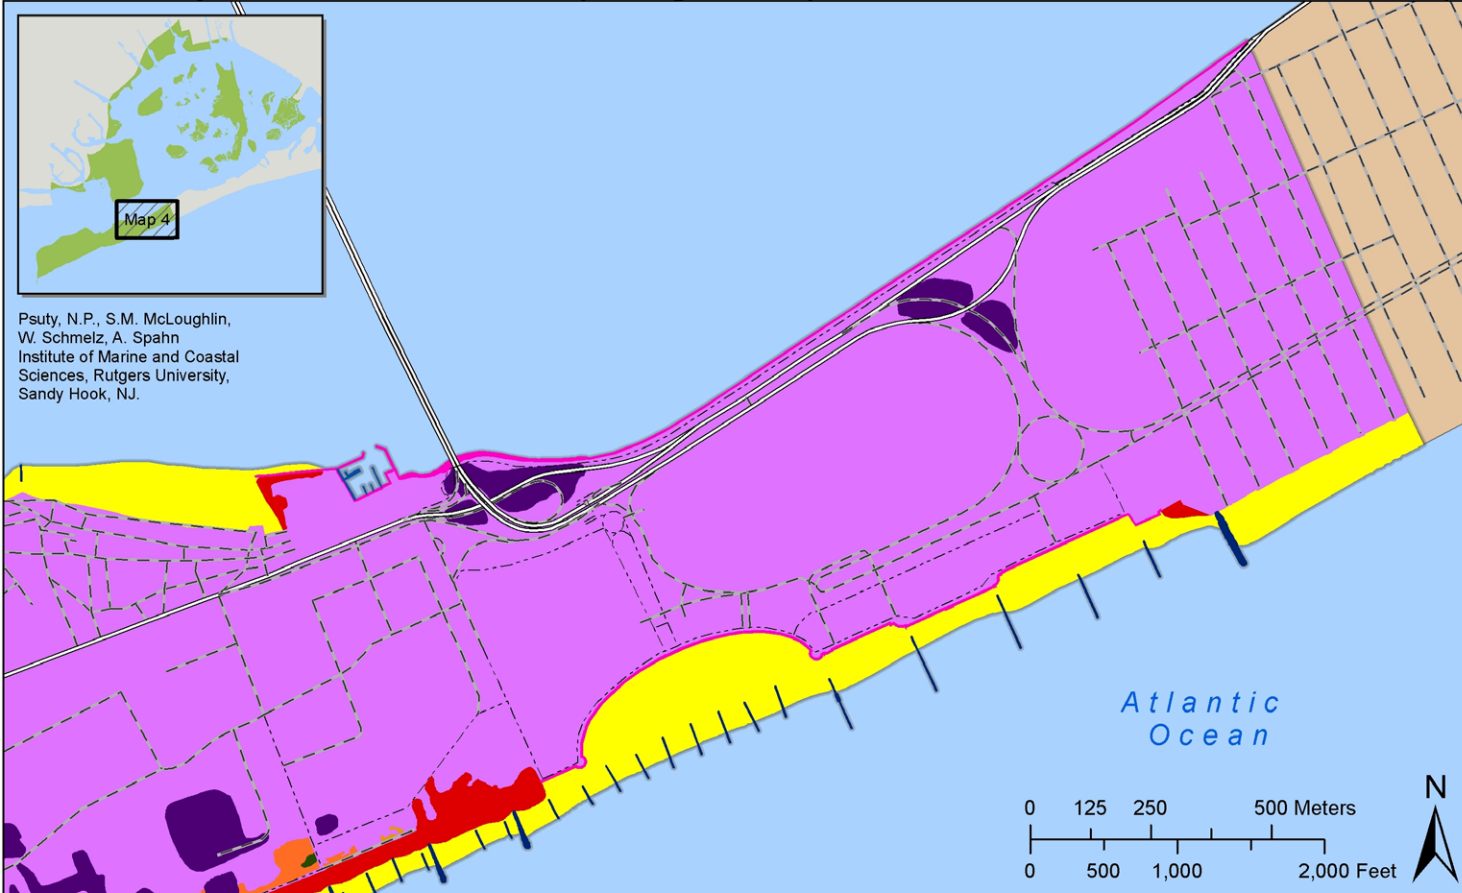 Map 4
Psuty, N.P., S.M. McLoughlin,
W. Schmelz, A. Spahn
Institute of Marine and Coastal
Sciences, Rutgers University,
Sandy Hook, NJ.
Atlantic
Ocean
N
0 125 250 500 Meters
0 500 1,000 2,000 Feet